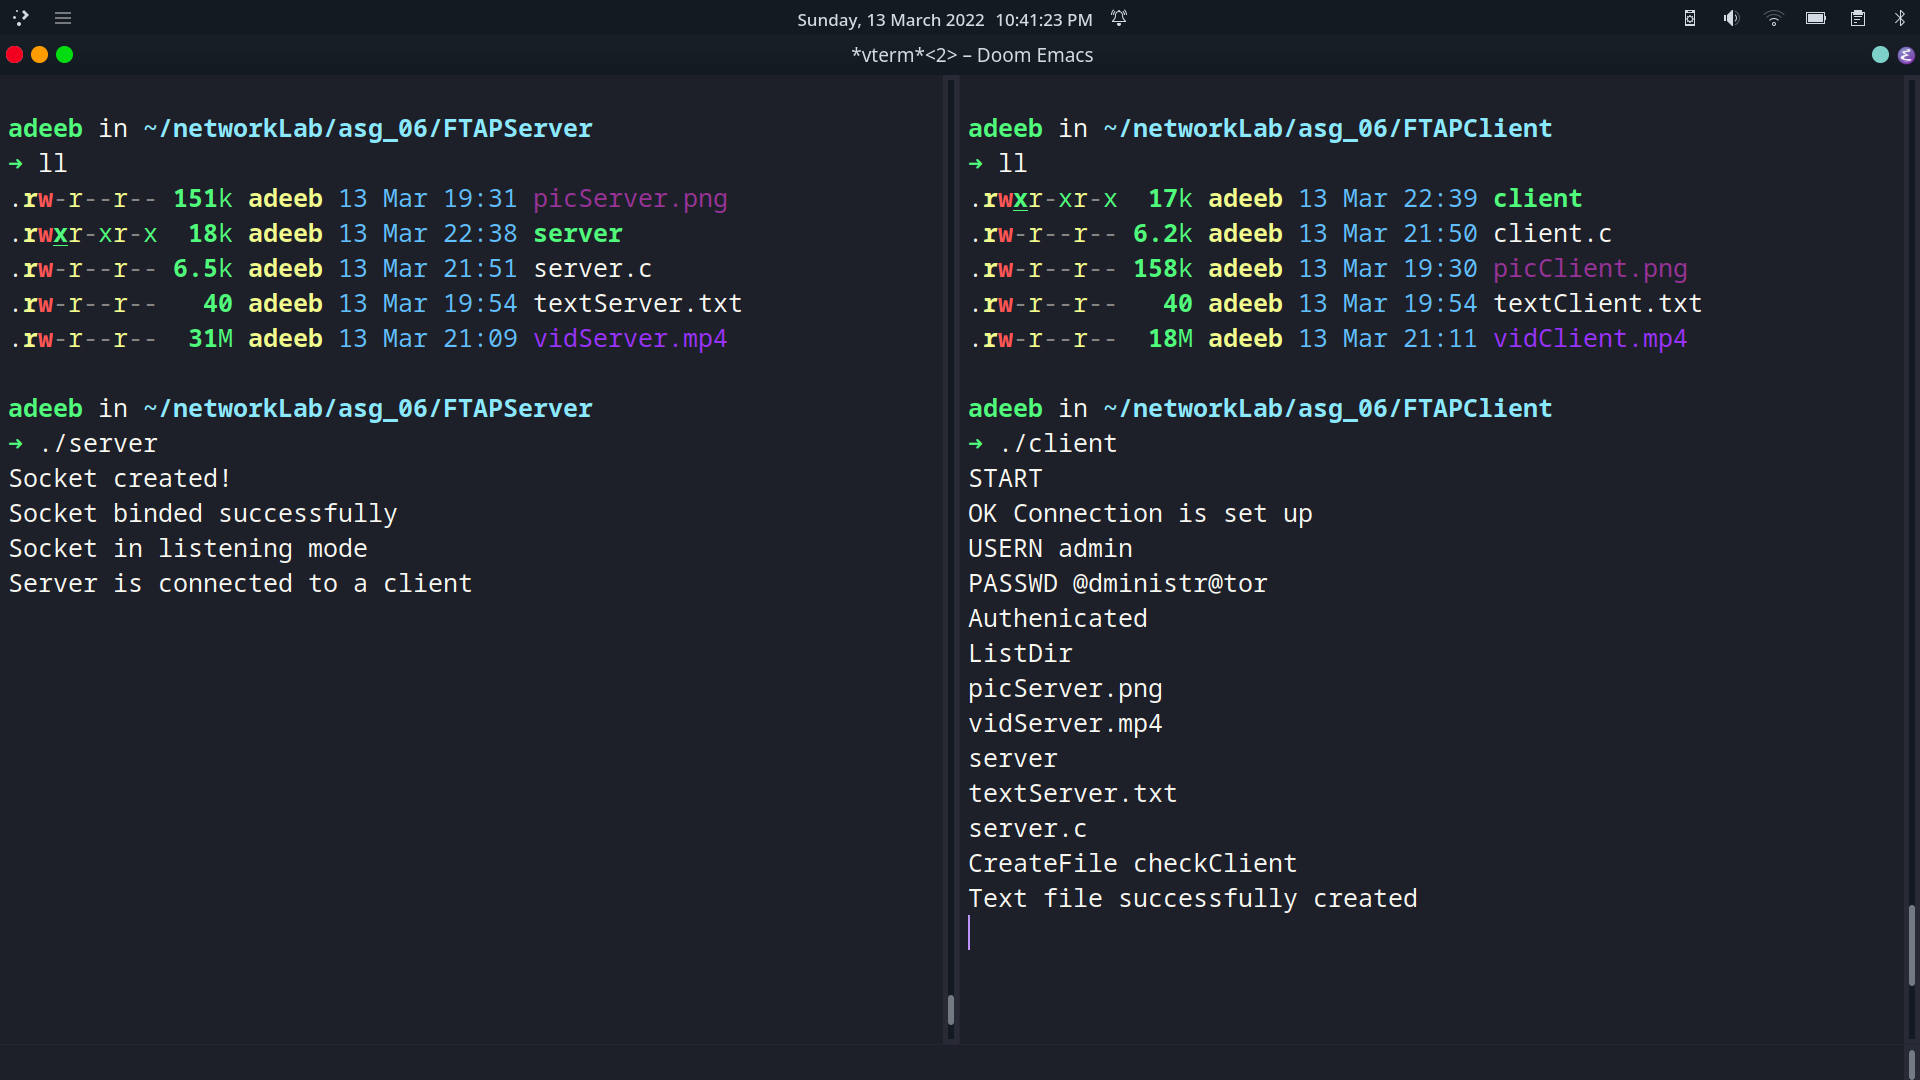 Sunday, 13 March 2022 10:41:23 PM
*vterm*<2> – Doom Emacs
adeeb in ~/networkLab/asg_06/FTAPServer
➜ ll
.rw-r--r-- 151k adeeb 13 Mar 19:31 picServer.png
.rwxr-xr-x 18k adeeb 13 Mar 22:38 server
.rw-r--r-- 6.5k adeeb 13 Mar 21:51 server.c
.rw-r--r-- 40 adeeb 13 Mar 19:54 textServer.txt
.rw-r--r-- 31M adeeb 13 Mar 21:09 vidServer.mp4
adeeb in ~/networkLab/asg_06/FTAPServer
➜ ./server
Socket created!
Socket binded successfully
Socket in listening mode
Server is connected to a client
adeeb in ~/networkLab/asg_06/FTAPClient
➜ ll
.rwxr-xr-x 17k adeeb 13 Mar 22:39 client
.rw-r--r-- 6.2k adeeb 13 Mar 21:50 client.c
.rw-r--r-- 158k adeeb 13 Mar 19:30 picClient.png
.rw-r--r-- 40 adeeb 13 Mar 19:54 textClient.txt
.rw-r--r-- 18M adeeb 13 Mar 21:11 vidClient.mp4
adeeb in ~/networkLab/asg_06/FTAPClient
➜ ./client
START
OK Connection is set up
USERN admin
PASSWD @dministr@tor
Authenicated
ListDir
picServer.png
vidServer.mp4
server
textServer.txt
server.c
CreateFile checkClient
Text file successfully created